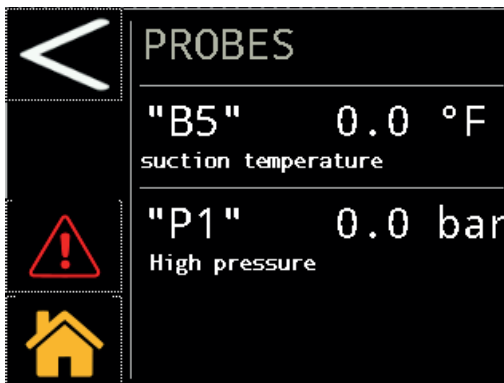 PROBES
"B5" 0.0 °F
suction temperature
"P1" 0.0 bar
High pressure